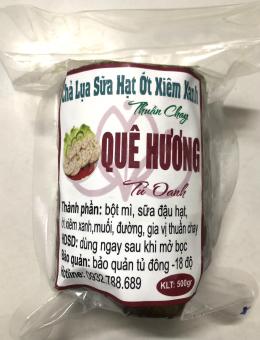 Chả Lụa Sữa Hạt Ớt Xiêm Xanh
Thuần Chay
QUÊ HƯƠNG
Tú Oanh
Thành phần: bột mì, sữa đậu hạt,
ớt xiêm xanh,muối, đường, gia vị thuần chay
HDSD: dùng ngay sau khi mở bọc
Bảo quản: bảo quản tủ đông -18 độ
Hotline: 0932.788.689
KLT: 500gr